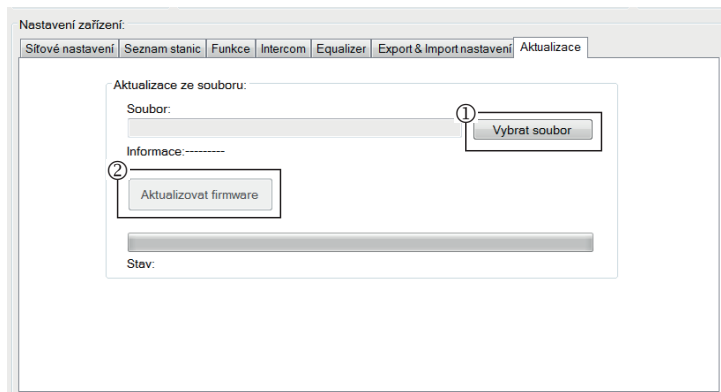 Nastavení zařízení:
Síťové nastavení Seznam stanic Funkce Intercom Equalizer Export & Import nastavení Aktualizace
Aktualizace ze souboru:
Soubor:
① Vybrat soubor
Informace:---------
②
Aktualizovat firmware
Stav: